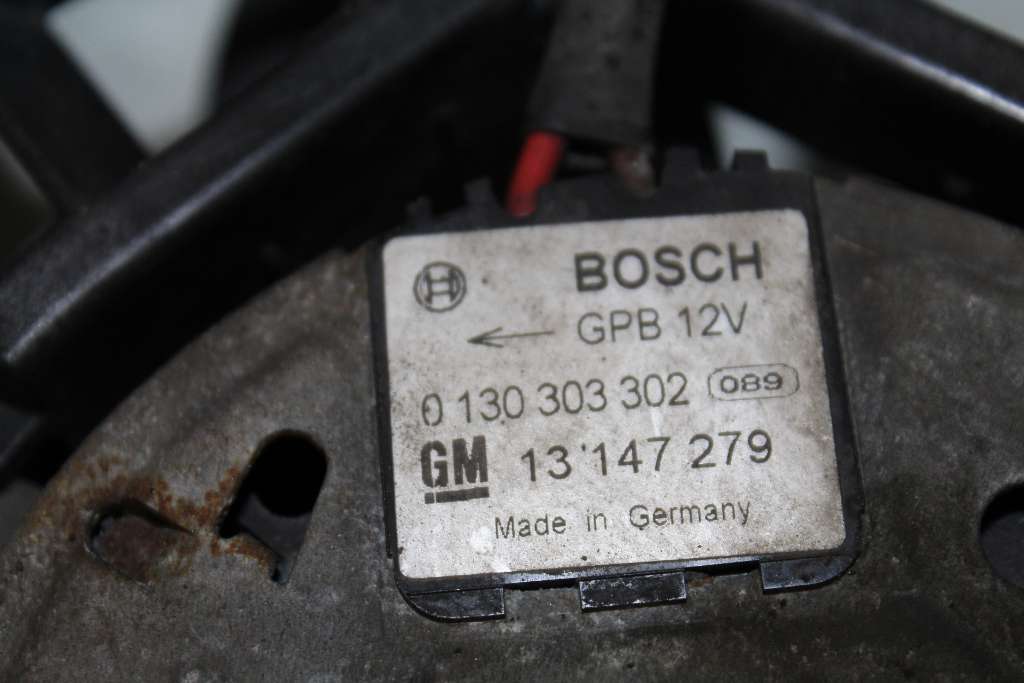 BOSCH
GPB 12V
0 130 303 302 089
GM 13 147 279
Made in Germany